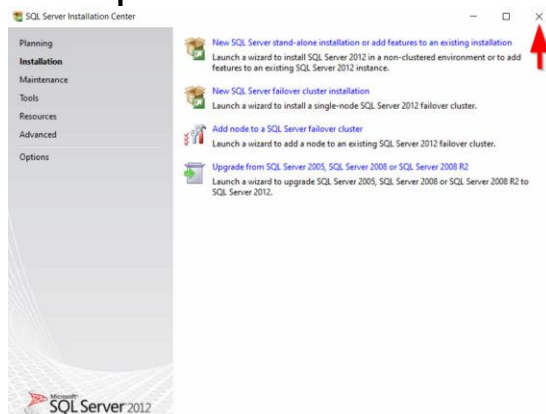 SQL Server Installation Center
Planning
Installation
Maintenance
Tools
Resources
Advanced
Options
New SQL Server stand-alone installation or add features to an existing installation
Launch a wizard to install SQL Server 2012 in a non-clustered environment or to add
features to an existing SQL Server 2012 instance.
New SQL Server failover cluster installation
Launch a wizard to install a single-node SQL Server 2012 failover cluster.
Add node to a SQL Server failover cluster
Launch a wizard to add a node to an existing SQL Server 2012 failover cluster.
Upgrade from SQL Server 2005, SQL Server 2008 or SQL Server 2008 R2
Launch a wizard to upgrade SQL Server 2005, SQL Server 2008 or SQL Server 2008 R2 to
SQL Server 2012.
Microsoft
SQL Server 2012